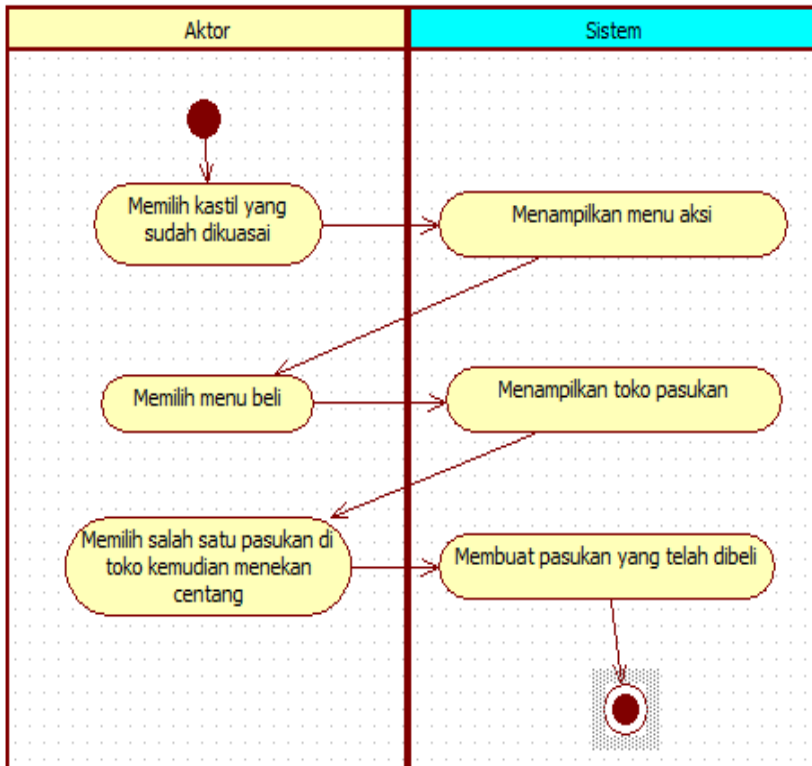 Aktor
Sistem
Memilih kastil yang
sudah dikuasai
Menampilkan menu aksi
Memilih menu beli
Menampilkan toko pasukan
Memilih salah satu pasukan di
toko kemudian menekan
centang
Membuat pasukan yang telah dibeli